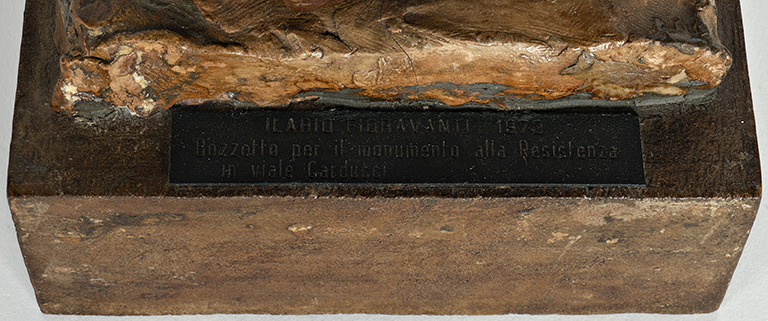 ILARIO FIORAVANTI 1972
Bozzetto per il monumento alla Resistenza
in viale Carducci